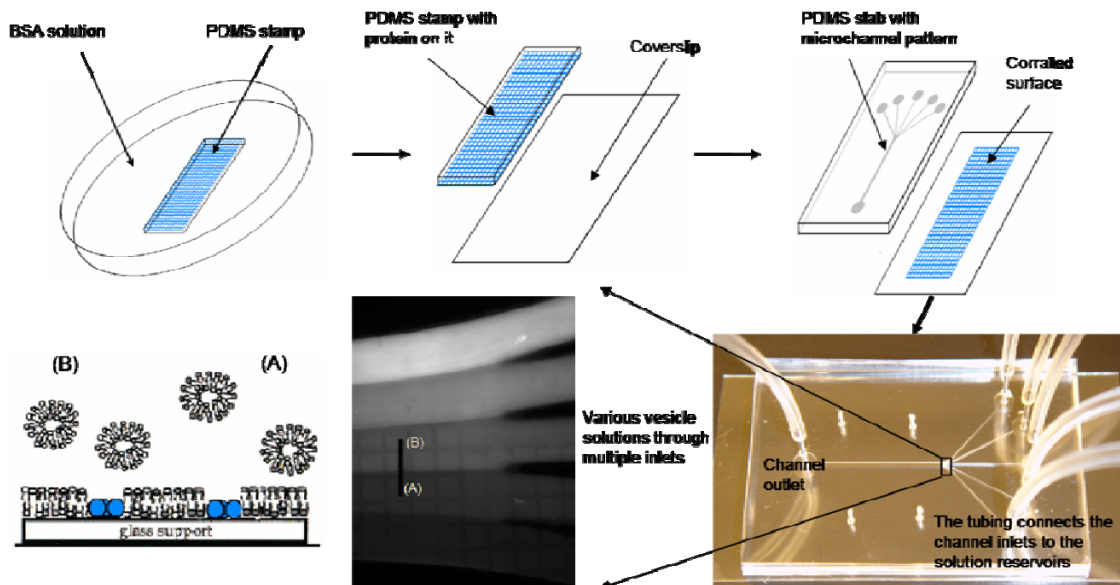 BSA solution
PDMS stamp
PDMS stamp with
protein on it
Coverslip
PDMS slab with
microchannel pattern
Corralled
surface
(B)
(A)
glass support
(B)
(A)
Various vesicle
solutions through
multiple inlets
Channel
outlet
The tubing connects the
channel inlets to the
solution reservoirs